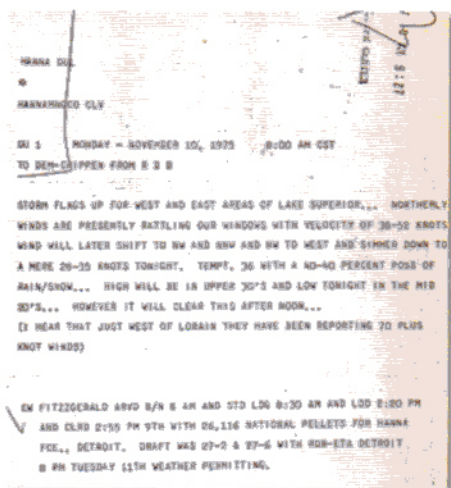 HANNA DUL
HANNAMNGCO CLV
DU 1 MONDAY - NOVEMBER 10, 1975 8:00 AM CST
TO DEM-CHIPPEN FROM R D B
STORM FLAGS UP FOR WEST AND EAST AREAS OF LAKE SUPERIOR... NORTHERLY
WINDS ARE PRESENTLY RATTLING OUR WINDOWS WITH VELOCITY OF 38-52 KNOTS
WIND WILL LATER SHIFT TO NW AND NNW AND NW TO WEST AND SIMMER DOWN TO
A MERE 28-35 KNOTS TONIGHT. TEMPT. 36 WITH A 40-40 PERCENT POSS OF
RAIN/SNOW... HIGH WILL BE IN UPPER 30'S AND LOW TONIGHT IN THE MID
30'S... HOWEVER IT WILL CLEAR THIS AFTER NOON...
(I HEAR THAT JUST WEST OF LORAIN THEY HAVE BEEN REPORTING 70 PLUS
KNOT WINDS)
EW FITZZGERALD ARVD B/N 6 AM AND STD LDG 8:30 AM AND LDD 2:20 PM
AND CLRD 2:55 PM 9TH WITH 26,116 NATIONAL PELLETS FOR HANNA
FCE., DETROIT. DRAFT WAS 27-2 & 27-6 WITH ETA DETROIT
8 PM TUESDAY 11TH WEATHER PERMITTING.